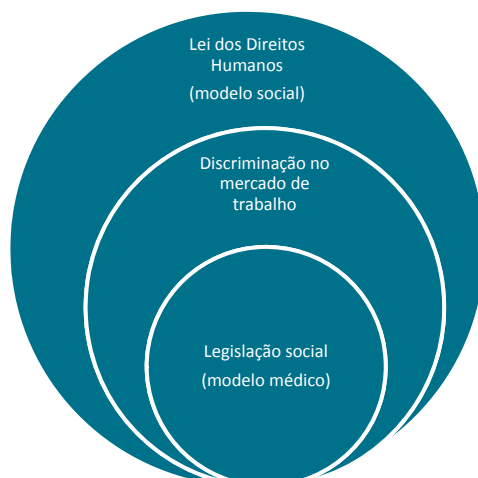 Lei dos Direitos
Humanos
(modelo social)
Discriminação no
mercado de
trabalho
Legislação social
(modelo médico)